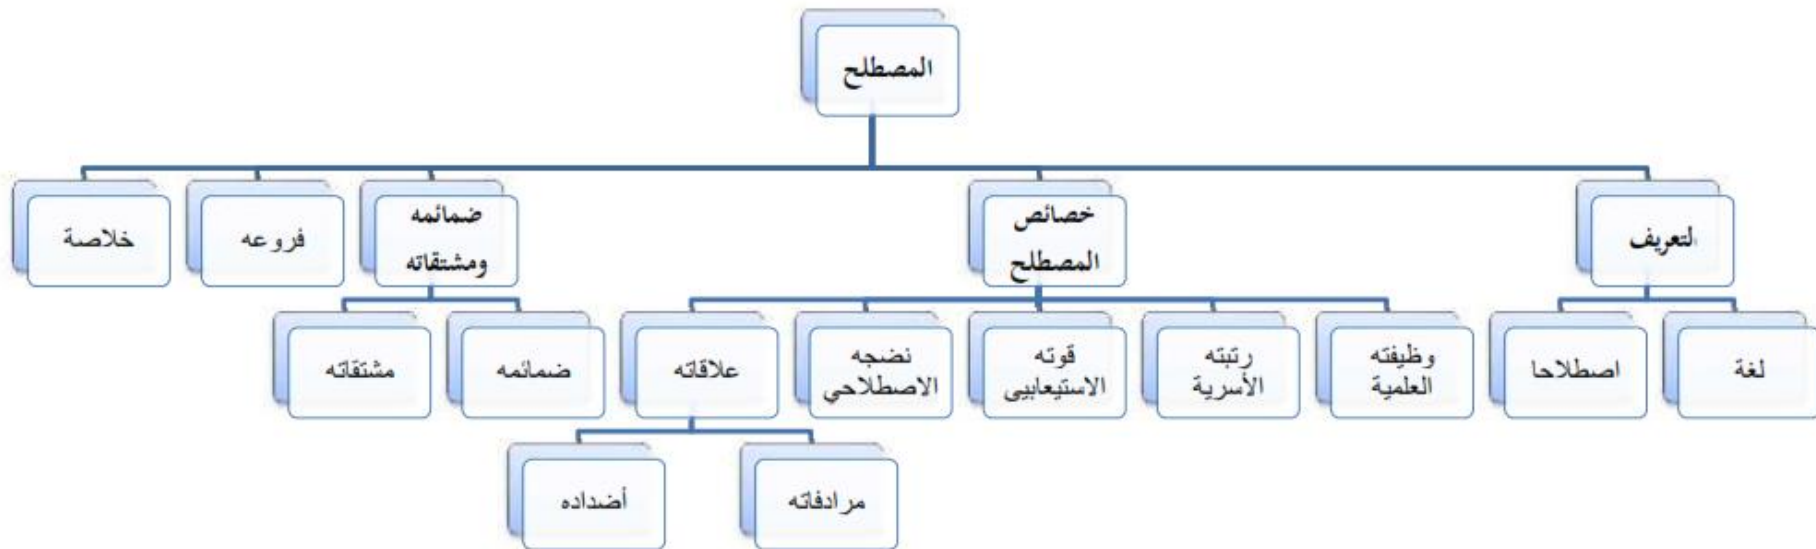 المصطلح
لتعريف
خصائص
المصطلح
ضمائمه
ومشتقاته
فروعه
خلاصة
لغة
اصطلاحا
وظيفته
العلمية
رتبته
الأسرية
قوته
الاستيعابيى
نضجه
الاصطلاحي
علاقاته
ضمائمه
مشتقاته
مرادفاته
أضداده